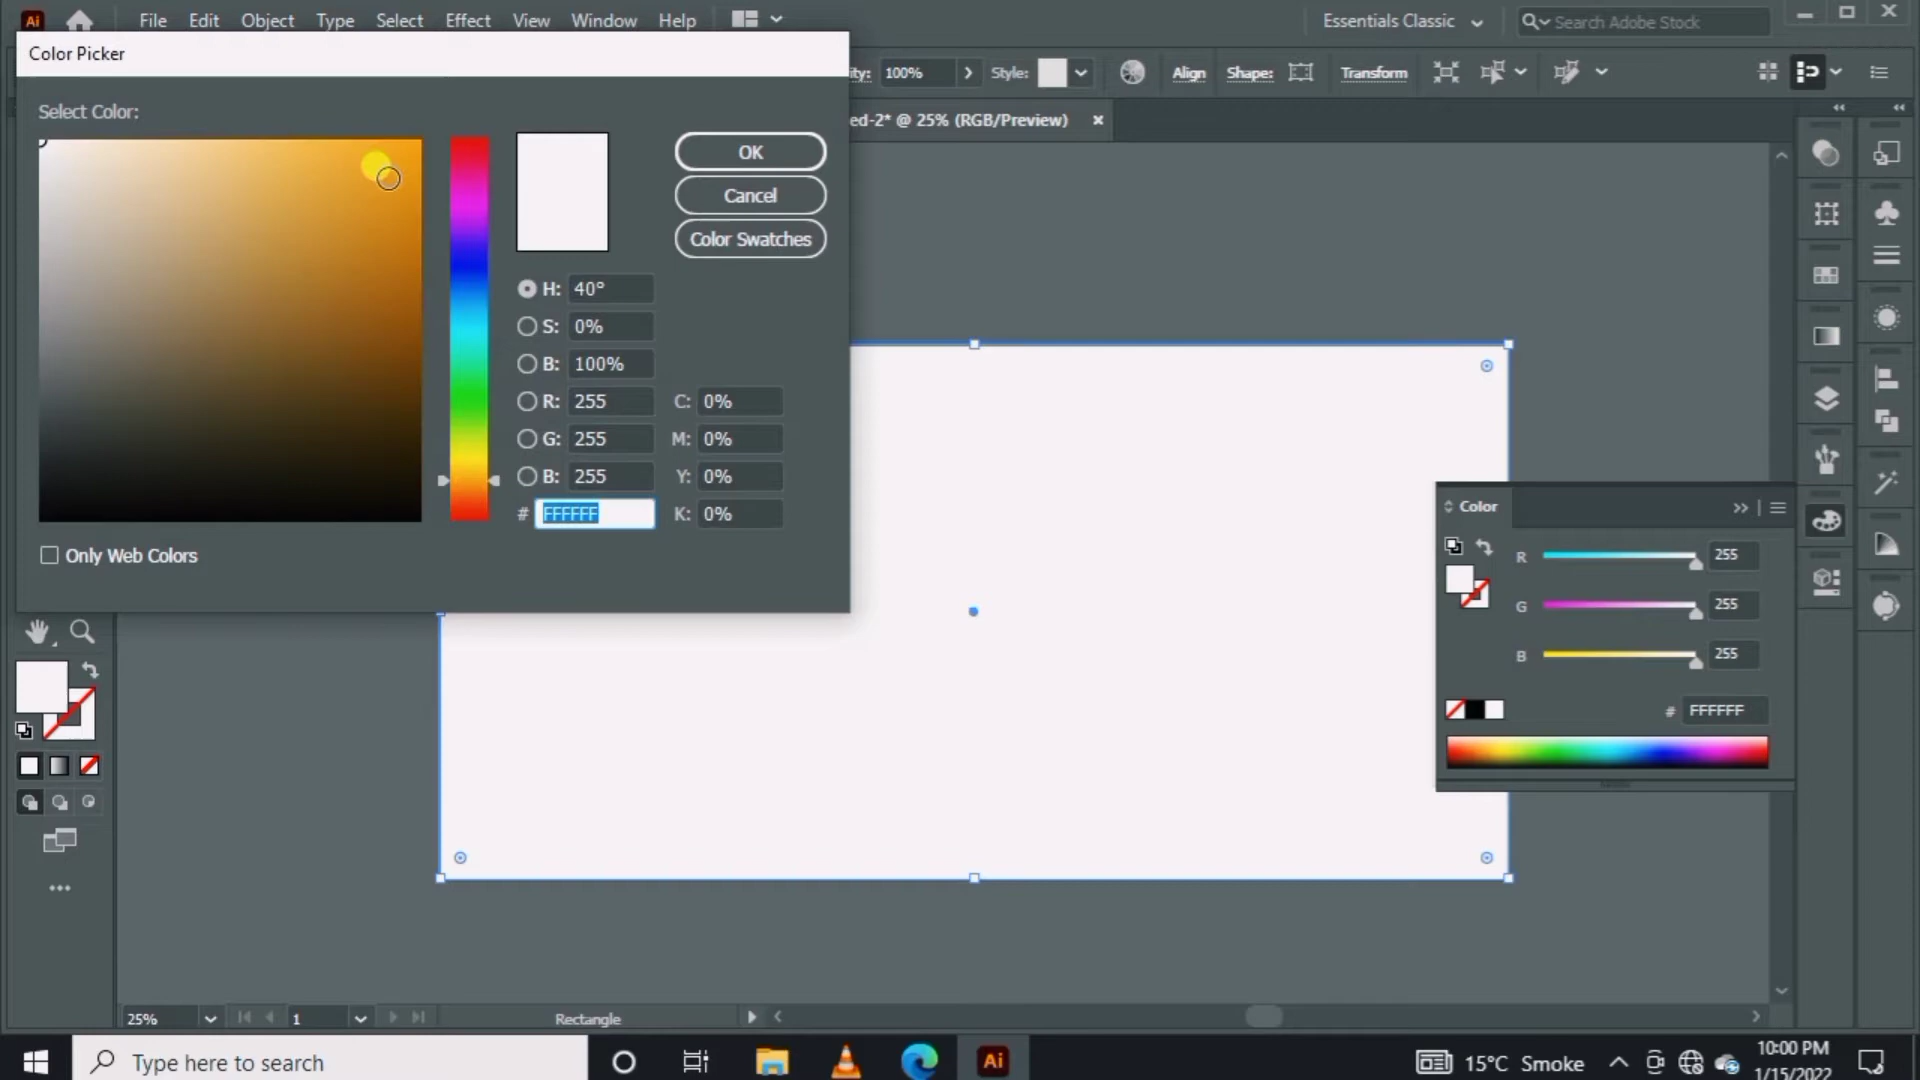 Ai File Edit Object Type Select Effect View Window Help Essentials Classic Search Adobe Stock
Color Picker
ity: 100% Style: Align Shape: Transform
ed-2* @ 25% (RGB/Preview)
Select Color:
OK
Cancel
Color Swatches
H: 40°
S: 0%
B: 100%
R: 255 C: 0%
G: 255 M: 0%
B: 255 Y: 0%
# FFFFFF K: 0%
Only Web Colors
Color
R 255
G 255
B 255
# FFFFFF
25% 1 Rectangle
Type here to search
Ai
15°C Smoke
10:00 PM
1/15/2022